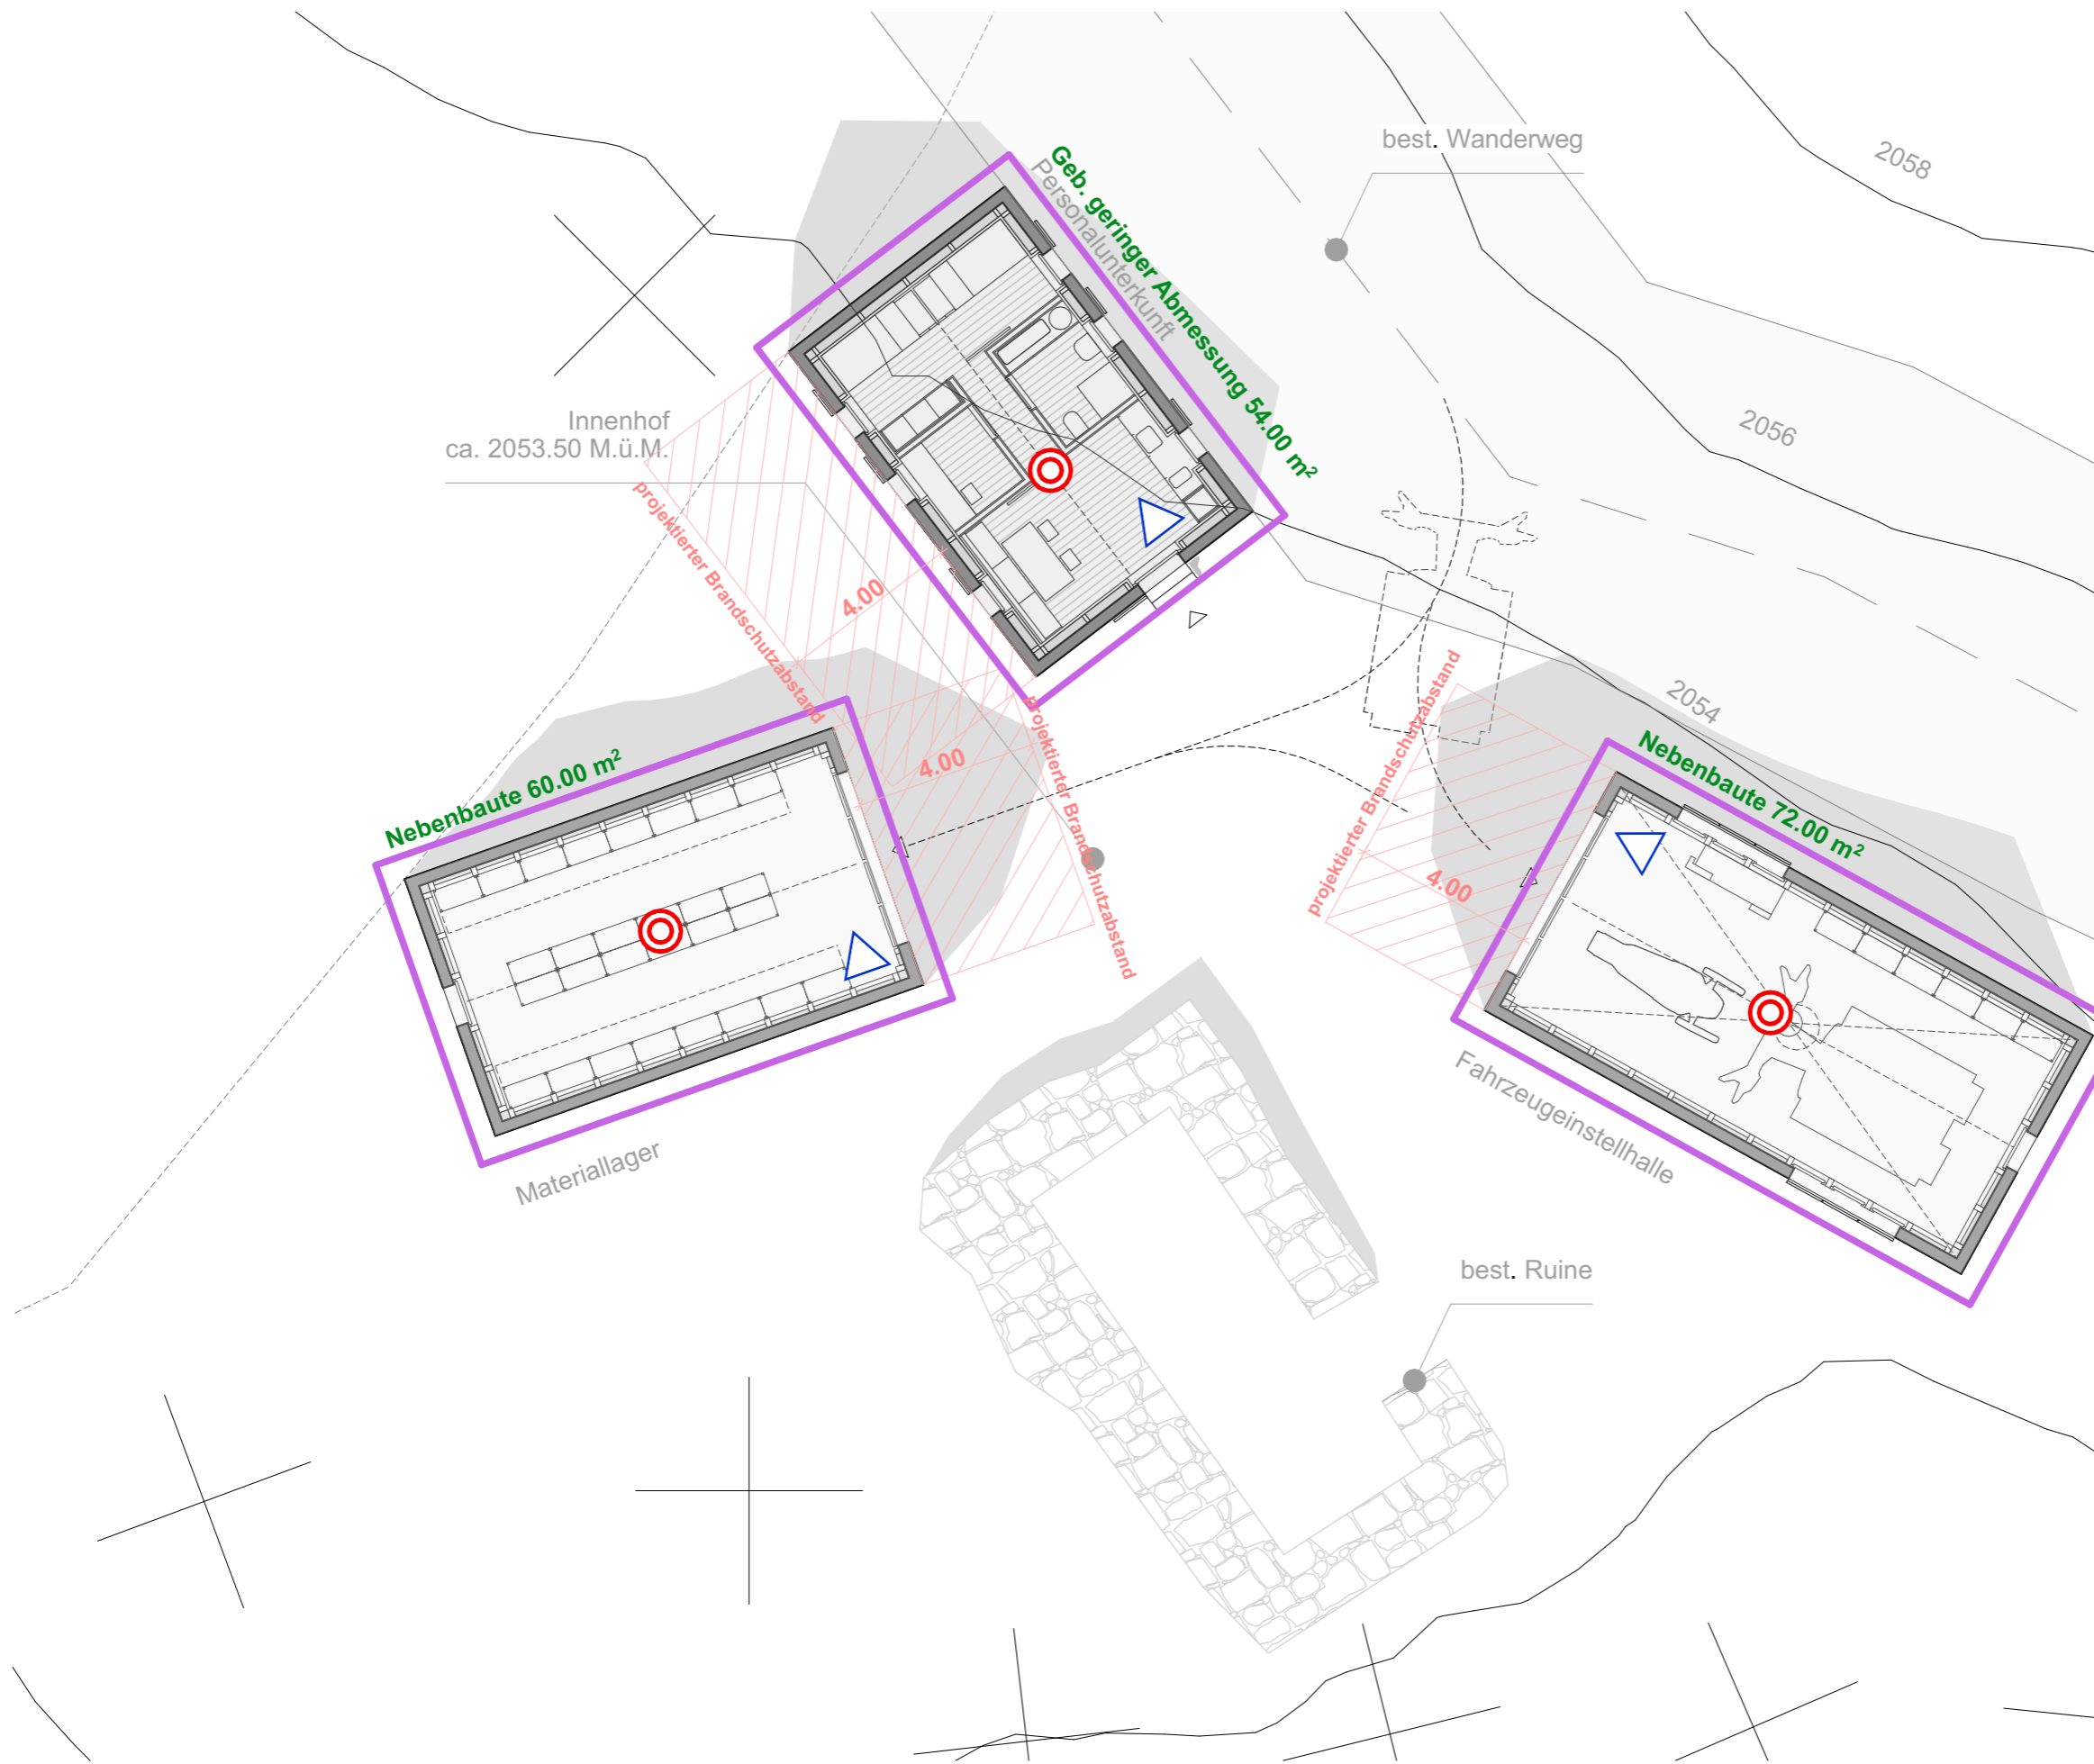 best. Wanderweg
2058
Geb. geringer Abmessung 54.00 m²
Personalunterkunft
Innenhof
ca. 2053.50 M.ü.M.
2056
projektierter Brandschutzabstand
4.00
2054
projektierter Brandschutzabstand
4.00
projektierter Brandschutzabstand
4.00
Nebenbaute 60.00 m²
Nebenbaute 72.00 m²
Fahrzeugeinstellhalle
Materiallager
best. Ruine